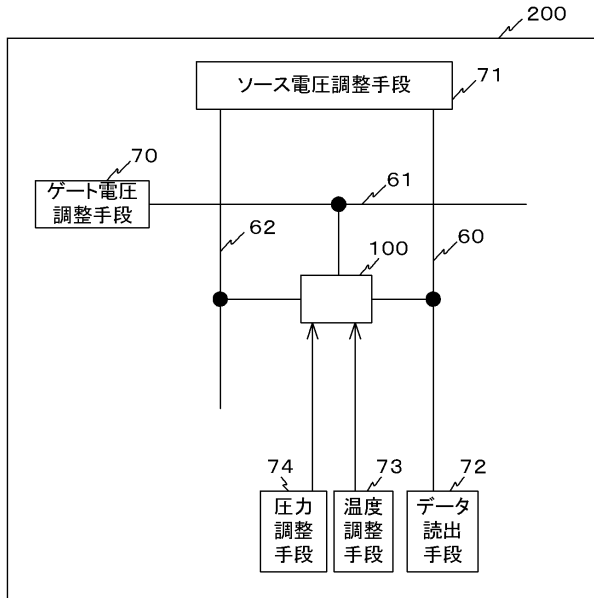 200
ソース電圧調整手段
71
70
ゲート電圧
調整手段
61
62
60
100
74
73
72
圧力
調整
手段
温度
調整
手段
データ
読出
手段